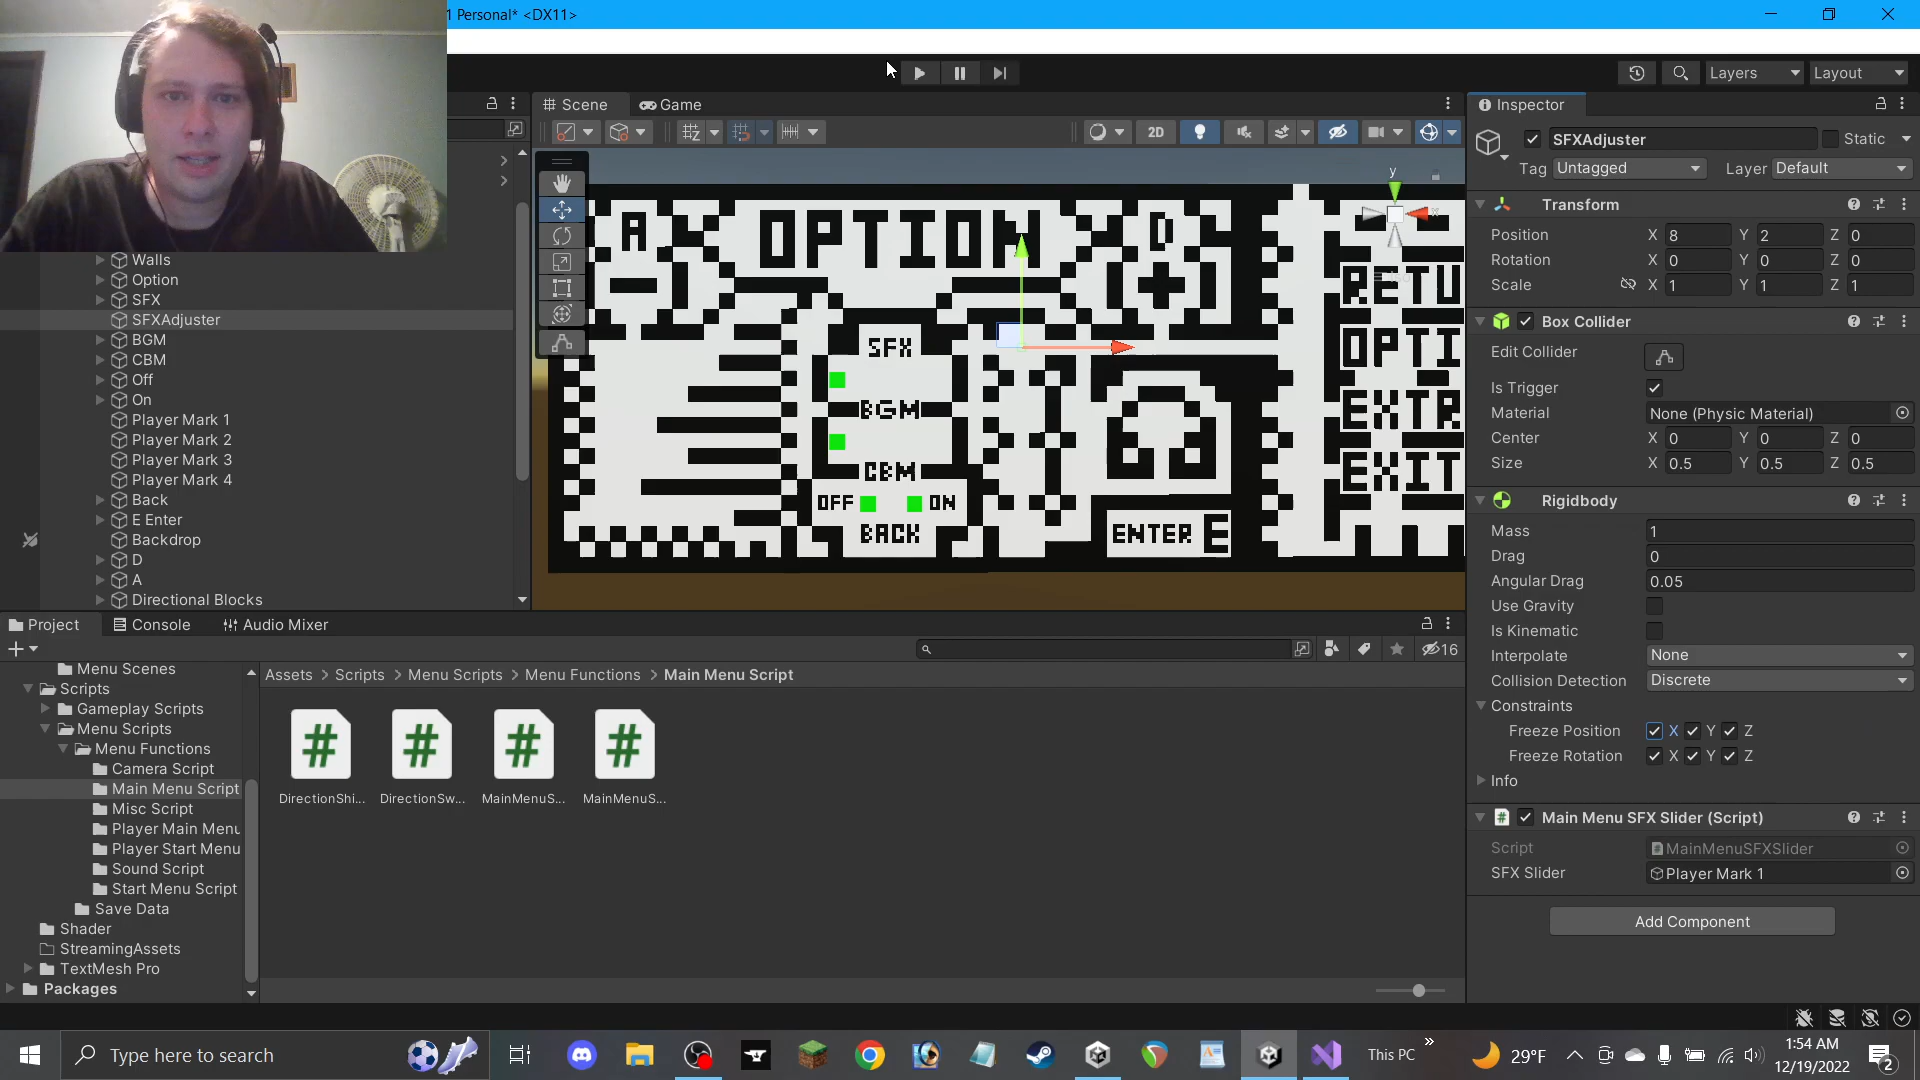 1 Personal* <DX11>
Layers
Layout
Scene
Game
2D
Inspector
SFXAdjuster
Static
Tag Untagged Layer Default
Transform
Position X 8 Y 2 Z 0
Rotation X 0 Y 0 Z 0
Scale X 1 Y 1 Z 1
Box Collider
Edit Collider
Is Trigger
Material None (Physic Material)
Center X 0 Y 0 Z 0
Size X 0.5 Y 0.5 Z 0.5
Rigidbody
Mass 1
Drag 0
Angular Drag 0.05
Use Gravity
Is Kinematic
Interpolate None
Collision Detection Discrete
Constraints
Freeze Position X Y Z
Freeze Rotation X Y Z
Info
Main Menu SFX Slider (Script)
Script MainMenuSFXSlider
SFX Slider Player Mark 1
Add Component
Walls
Option
SFX
SFXAdjuster
BGM
CBM
Off
On
Player Mark 1
Player Mark 2
Player Mark 3
Player Mark 4
Back
E Enter
Backdrop
D
A
Directional Blocks
y
A OPTION D
SFX
BGM
CBM
OFF ON
BACK
ENTER E
RETU
OPTI
EXTR
EXIT
Project
Console
Audio Mixer
16
Menu Scenes
Scripts
Gameplay Scripts
Menu Scripts
Menu Functions
Camera Script
Main Menu Script
Misc Script
Player Main Menu
Player Start Menu
Sound Script
Start Menu Script
Save Data
Shader
StreamingAssets
TextMesh Pro
Packages
Assets > Scripts > Menu Scripts > Menu Functions > Main Menu Script
DirectionShi...
DirectionSw...
MainMenuS...
MainMenuS...
Type here to search
This PC
29°F
1:54 AM
12/19/2022
2